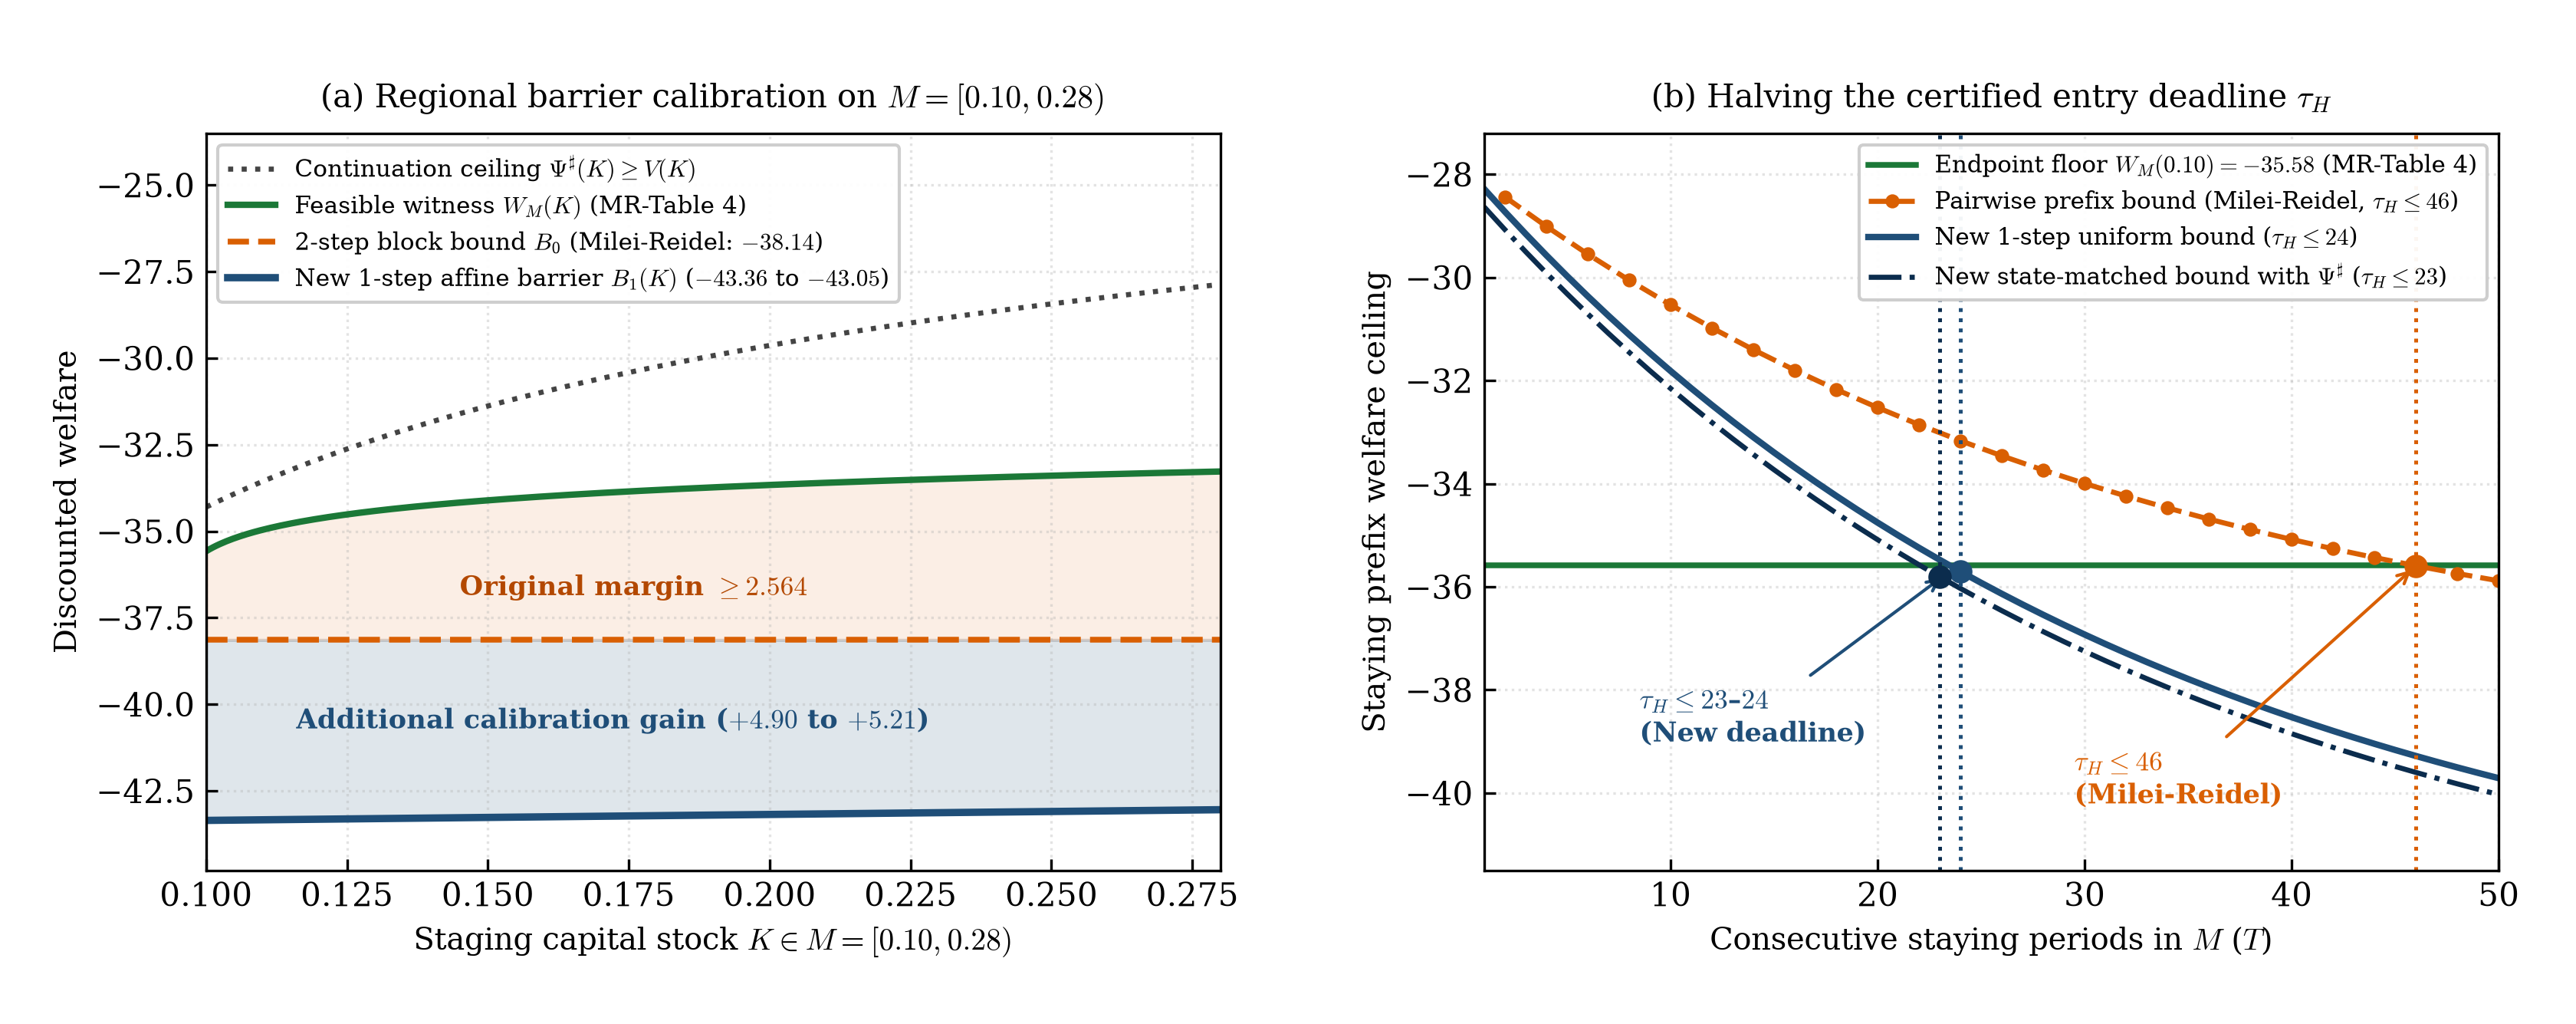 (a) Regional barrier calibration on M = [0.10, 0.28)
Continuation ceiling Ψ♯(K) ≥ V(K)
Feasible witness W_M(K) (MR-Table 4)
2-step block bound B_0 (Milei-Reidel: −38.14)
New 1-step affine barrier B_1(K) (−43.36 to −43.05)
Discounted welfare
−25.0
−27.5
−30.0
−32.5
−35.0
−37.5
−40.0
−42.5
Original margin ≥ 2.564
Additional calibration gain (+4.90 to +5.21)
0.100 0.125 0.150 0.175 0.200 0.225 0.250 0.275
Staging capital stock K ∈ M = [0.10, 0.28)
(b) Halving the certified entry deadline τ_H
Endpoint floor W_M(0.10) = −35.58 (MR-Table 4)
Pairwise prefix bound (Milei-Reidel, τ_H ≤ 46)
New 1-step uniform bound (τ_H ≤ 24)
New state-matched bound with Ψ♯ (τ_H ≤ 23)
Staying prefix welfare ceiling
−28
−30
−32
−34
−36
−38
−40
τ_H ≤ 23–24
(New deadline)
τ_H ≤ 46
(Milei-Reidel)
10 20 30 40 50
Consecutive staying periods in M (T)